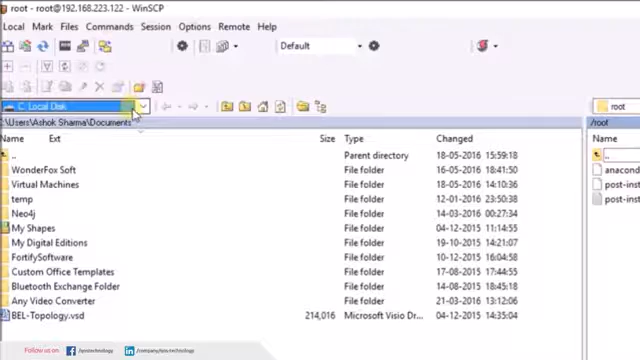 root - root@192.168.223.122 - WinSCP
Local Mark Files Commands Session Options Remote Help
Default
C: Local Disk
root
C:\Users\Ashok Sharma\Documents
/root
Name Ext Size Type Changed
Name
.. Parent directory 18-05-2016 15:59:18
..
WonderFox Soft File folder 16-05-2016 18:41:50
anacond
Virtual Machines File folder 18-05-2016 14:10:36
post-inst
temp File folder 12-01-2016 23:50:38
post-inst
Neo4j File folder 14-03-2016 00:27:34
My Shapes File folder 04-12-2015 11:14:55
My Digital Editions File folder 19-10-2015 14:21:07
FortifySoftware File folder 10-12-2015 16:04:58
Custom Office Templates File folder 17-08-2015 17:44:55
Bluetooth Exchange Folder File folder 14-08-2015 18:45:18
Any Video Converter File folder 21-03-2016 13:12:06
BEL-Topology.vsd 214,016 Microsoft Visio Dr... 04-12-2015 14:35:04
Follow us on